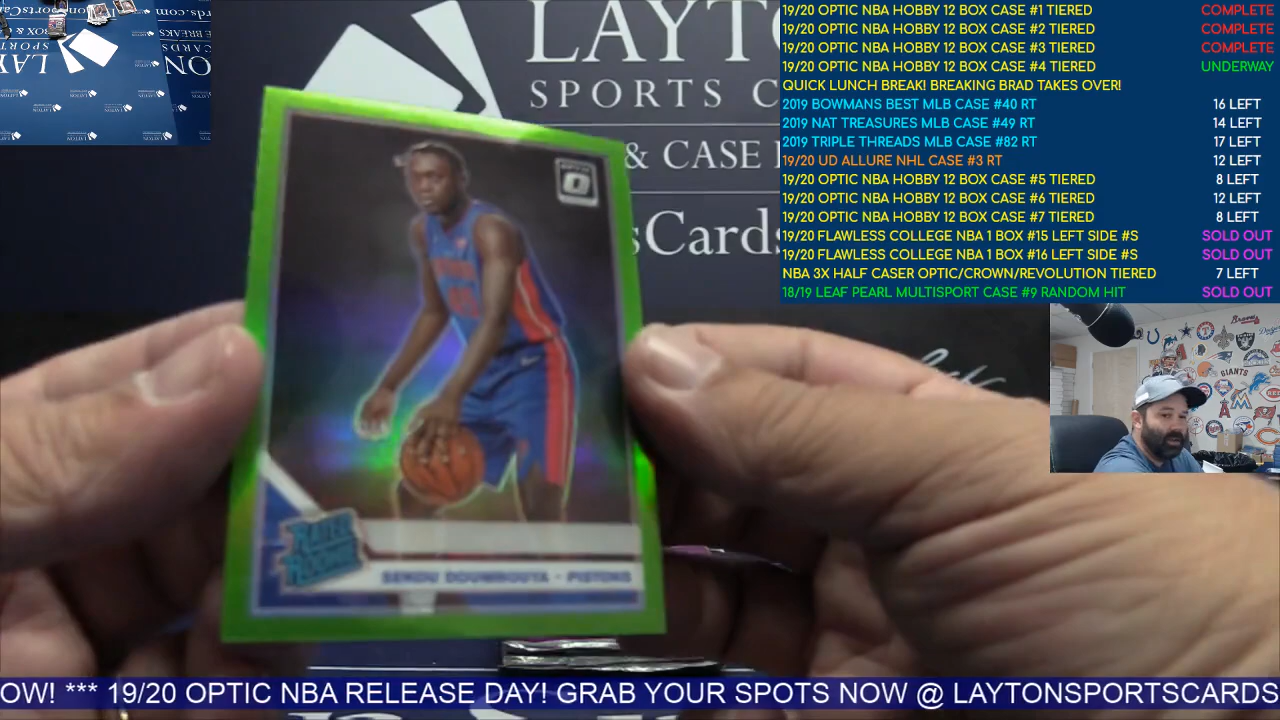 19/20 OPTIC NBA HOBBY 12 BOX CASE #1 TIERED COMPLETE
19/20 OPTIC NBA HOBBY 12 BOX CASE #2 TIERED COMPLETE
19/20 OPTIC NBA HOBBY 12 BOX CASE #3 TIERED COMPLETE
19/20 OPTIC NBA HOBBY 12 BOX CASE #4 TIERED UNDERWAY
QUICK LUNCH BREAK! BREAKING BRAD TAKES OVER!
2019 BOWMANS BEST MLB CASE #40 RT 16 LEFT
2019 NAT TREASURES MLB CASE #49 RT 14 LEFT
2019 TRIPLE THREADS MLB CASE #82 RT 17 LEFT
19/20 UD ALLURE NHL CASE #3 RT 12 LEFT
19/20 OPTIC NBA HOBBY 12 BOX CASE #5 TIERED 8 LEFT
19/20 OPTIC NBA HOBBY 12 BOX CASE #6 TIERED 12 LEFT
19/20 OPTIC NBA HOBBY 12 BOX CASE #7 TIERED 8 LEFT
19/20 FLAWLESS COLLEGE NBA 1 BOX #15 LEFT SIDE #S SOLD OUT
19/20 FLAWLESS COLLEGE NBA 1 BOX #16 LEFT SIDE #S SOLD OUT
NBA 3X HALF CASER OPTIC/CROWN/REVOLUTION TIERED 7 LEFT
18/19 LEAF PEARL MULTISPORT CASE #9 RANDOM HIT SOLD OUT
LAYTO
SPORTS C
& CASE
sCards
RATED
ROOKIE
SEKOU DOUMBOUYA - PISTONS
OW! *** 19/20 OPTIC NBA RELEASE DAY! GRAB YOUR SPOTS NOW @ LAYTONSPORTSCARDS